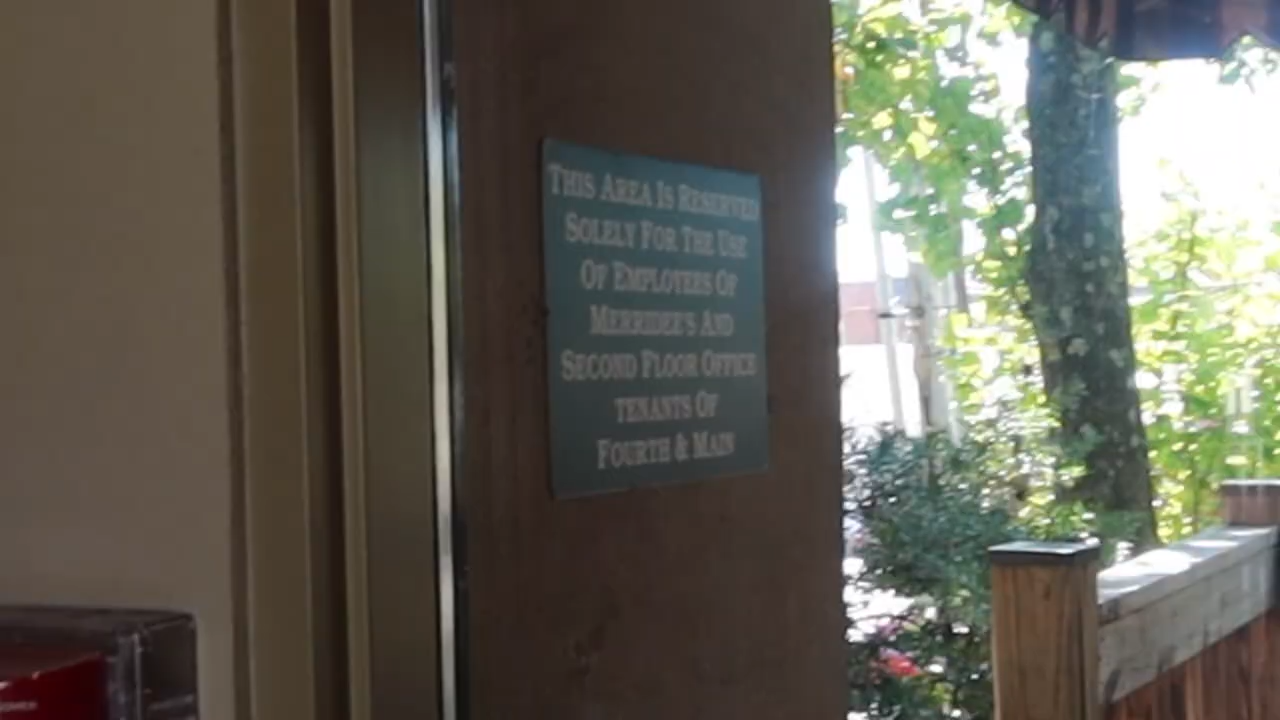 THIS AREA IS RESERVED
SOLELY FOR THE USE
OF EMPLOYEES OF
MERRIDEE'S AND
SECOND FLOOR OFFICE
TENANTS OF
FOURTH & MAIN